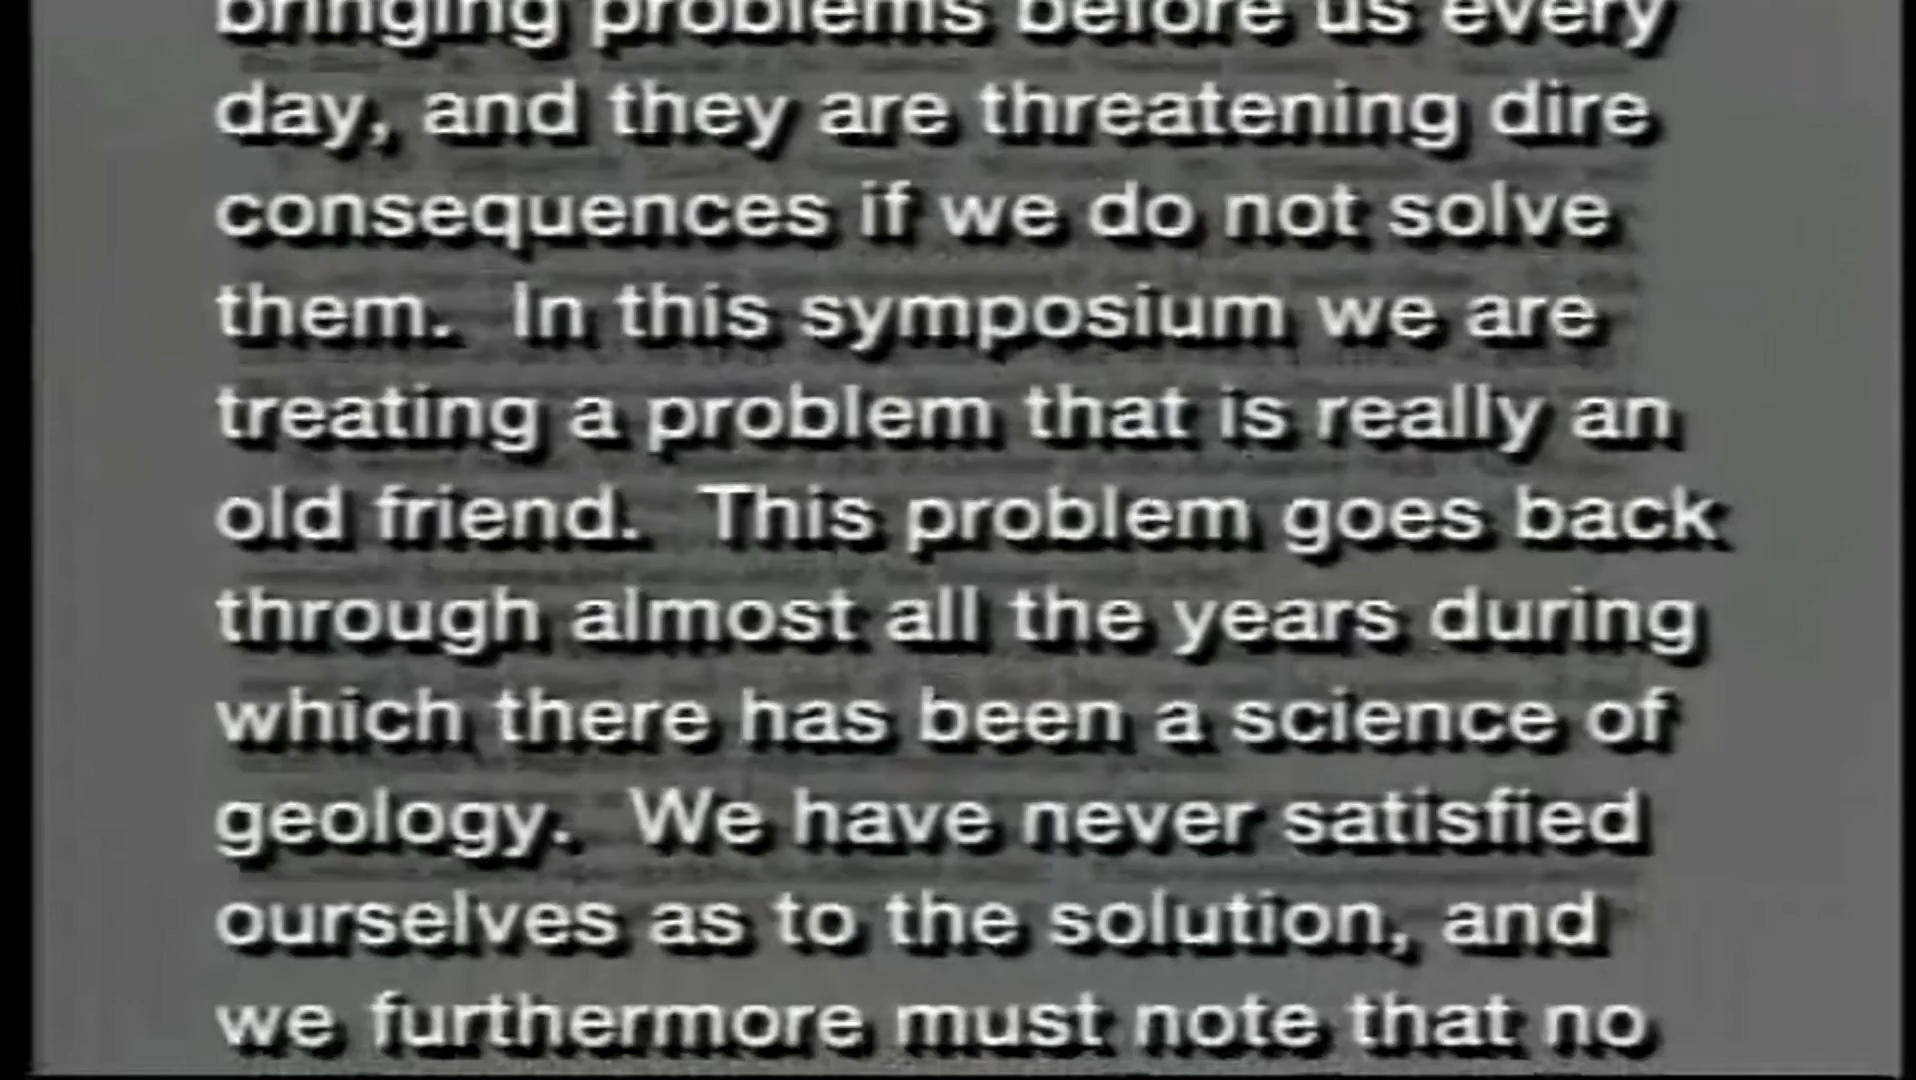 bringing problems before us every
day, and they are threatening dire
consequences if we do not solve
them. In this symposium we are
treating a problem that is really an
old friend. This problem goes back
through almost all the years during
which there has been a science of
geology. We have never satisfied
ourselves as to the solution, and
we furthermore must note that no